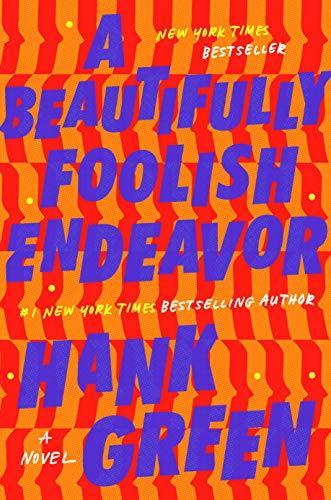 A
NEW YORK TIMES
BESTSELLER
BEAUTIFULLY
FOOLISH
ENDEAVOR
#1 NEW YORK TIMES BESTSELLING AUTHOR
HANK
GREEN
A
NOVEL